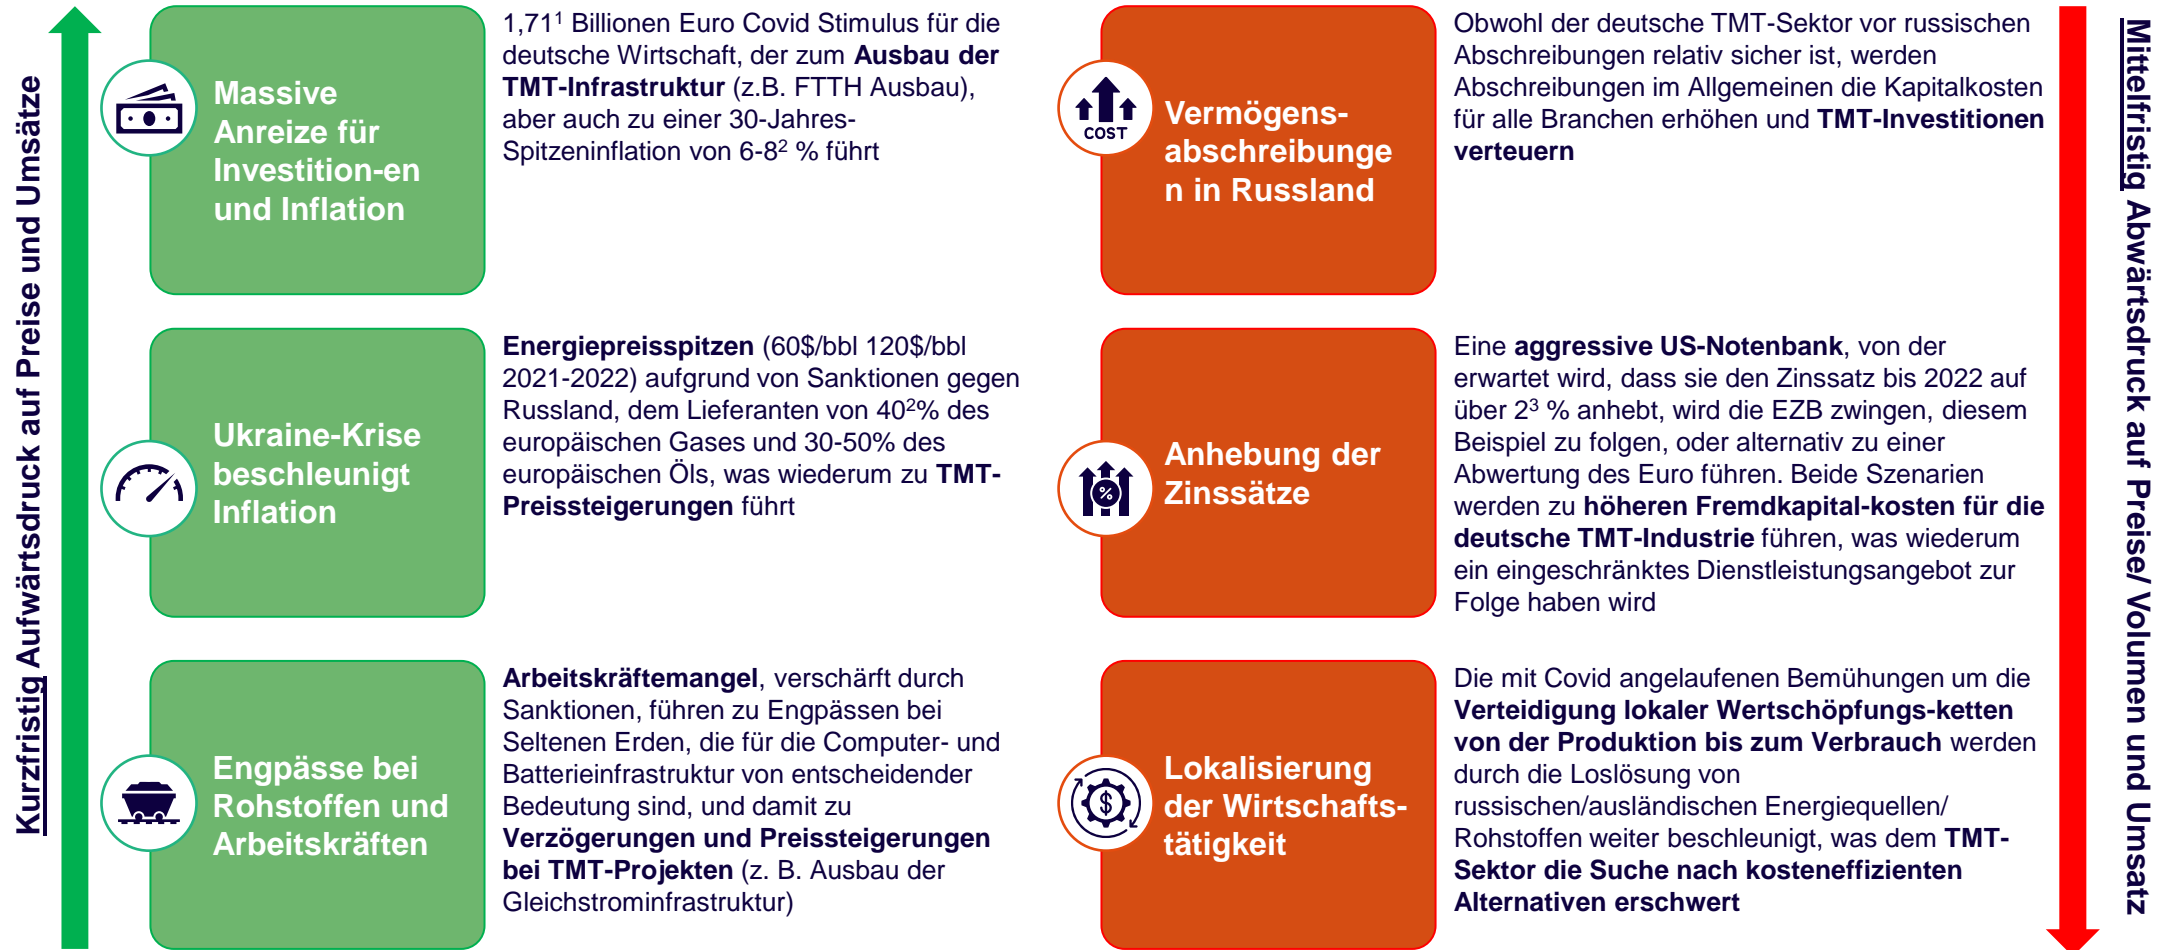 Kurzfristig Aufwärtsdruck auf Preise und Umsätze
Massive
Anreize für
Investition-en
und Inflation
1,71¹ Billionen Euro Covid Stimulus für die
deutsche Wirtschaft, der zum Ausbau der
TMT-Infrastruktur (z.B. FTTH Ausbau),
aber auch zu einer 30-Jahres-
Spitzeninflation von 6-8² % führt
Ukraine-Krise
beschleunigt
Inflation
Energiepreisspitzen (60$/bbl 120$/bbl
2021-2022) aufgrund von Sanktionen gegen
Russland, dem Lieferanten von 40²% des
europäischen Gases und 30-50% des
europäischen Öls, was wiederum zu TMT-
Preissteigerungen führt
Engpässe bei
Rohstoffen und
Arbeitskräften
Arbeitskräftemangel, verschärft durch
Sanktionen, führen zu Engpässen bei
Seltenen Erden, die für die Computer- und
Batterieinfrastruktur von entscheidender
Bedeutung sind, und damit zu
Verzögerungen und Preissteigerungen
bei TMT-Projekten (z. B. Ausbau der
Gleichstrominfrastruktur)
COST
Vermögens-
abschreibunge
n in Russland
Obwohl der deutsche TMT-Sektor vor russischen
Abschreibungen relativ sicher ist, werden
Abschreibungen im Allgemeinen die Kapitalkosten
für alle Branchen erhöhen und TMT-Investitionen
verteuern
%
Anhebung der
Zinssätze
Eine aggressive US-Notenbank, von der
erwartet wird, dass sie den Zinssatz bis 2022 auf
über 2³ % anhebt, wird die EZB zwingen, diesem
Beispiel zu folgen, oder alternativ zu einer
Abwertung des Euro führen. Beide Szenarien
werden zu höheren Fremdkapital-kosten für die
deutsche TMT-Industrie führen, was wiederum
ein eingeschränktes Dienstleistungsangebot zur
Folge haben wird
$
Lokalisierung
der Wirtschafts-
tätigkeit
Die mit Covid angelaufenen Bemühungen um die
Verteidigung lokaler Wertschöpfungs-ketten
von der Produktion bis zum Verbrauch werden
durch die Loslösung von
russischen/ausländischen Energiequellen/
Rohstoffen weiter beschleunigt, was dem TMT-
Sektor die Suche nach kosteneffizienten
Alternativen erschwert
Mittelfristig Abwärtsdruck auf Preise/ Volumen und Umsatz